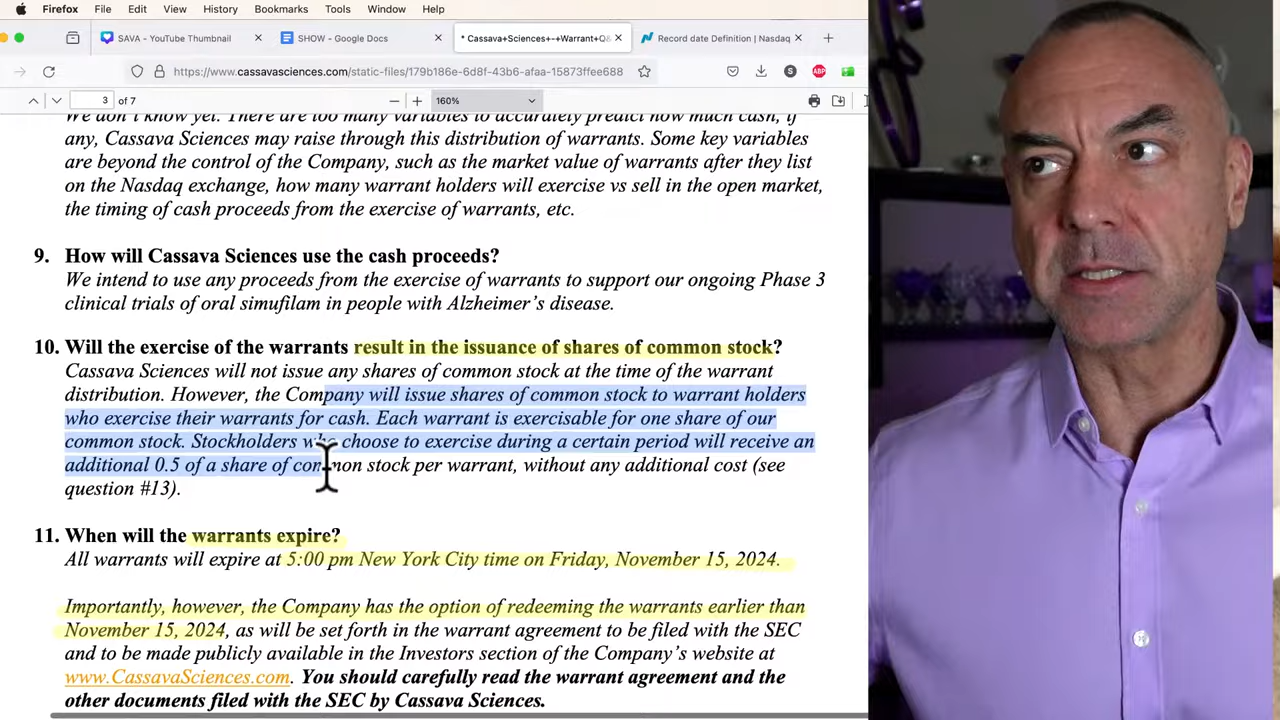 Firefox File Edit View History Bookmarks Tools Window Help
SAVA - YouTube Thumbnail × SHOW - Google Docs × * Cassava+Sciences+-+Warrant+Q& × Record date Definition | Nasdaq × +
https://www.cassavasciences.com/static-files/179b186e-6d8f-43b6-afaa-15873ffee688 S ABP
3 of 7 − + 160%
We don't know yet. There are too many variables to accurately predict how much cash, if
any, Cassava Sciences may raise through this distribution of warrants. Some key variables
are beyond the control of the Company, such as the market value of warrants after they list
on the Nasdaq exchange, how many warrant holders will exercise vs sell in the open market,
the timing of cash proceeds from the exercise of warrants, etc.
9. How will Cassava Sciences use the cash proceeds?
We intend to use any proceeds from the exercise of warrants to support our ongoing Phase 3
clinical trials of oral simufilam in people with Alzheimer's disease.
10. Will the exercise of the warrants result in the issuance of shares of common stock?
Cassava Sciences will not issue any shares of common stock at the time of the warrant
distribution. However, the Company will issue shares of common stock to warrant holders
who exercise their warrants for cash. Each warrant is exercisable for one share of our
common stock. Stockholders who choose to exercise during a certain period will receive an
additional 0.5 of a share of common stock per warrant, without any additional cost (see
question #13).
11. When will the warrants expire?
All warrants will expire at 5:00 pm New York City time on Friday, November 15, 2024.
Importantly, however, the Company has the option of redeeming the warrants earlier than
November 15, 2024, as will be set forth in the warrant agreement to be filed with the SEC
and to be made publicly available in the Investors section of the Company's website at
www.CassavaSciences.com. You should carefully read the warrant agreement and the
other documents filed with the SEC by Cassava Sciences.